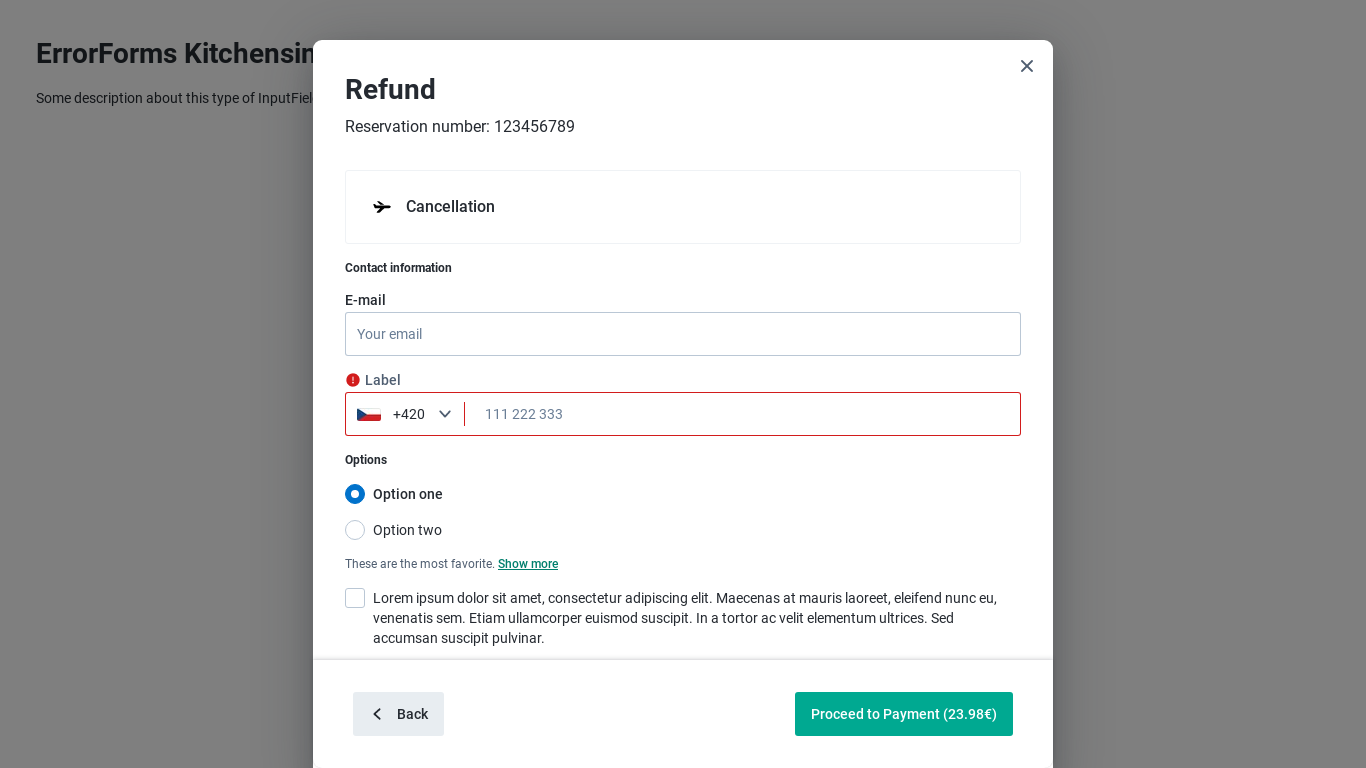 ErrorForms Kitchensin
Some description about this type of InputFiel
Refund
Reservation number: 123456789
Cancellation
Contact information
E-mail
Your email
Label
+420
111 222 333
Options
Option one
Option two
These are the most favorite. Show more
Lorem ipsum dolor sit amet, consectetur adipiscing elit. Maecenas at mauris laoreet, eleifend nunc eu,
venenatis sem. Etiam ullamcorper euismod suscipit. In a tortor ac velit elementum ultrices. Sed
accumsan suscipit pulvinar.
Back
Proceed to Payment (23.98€)